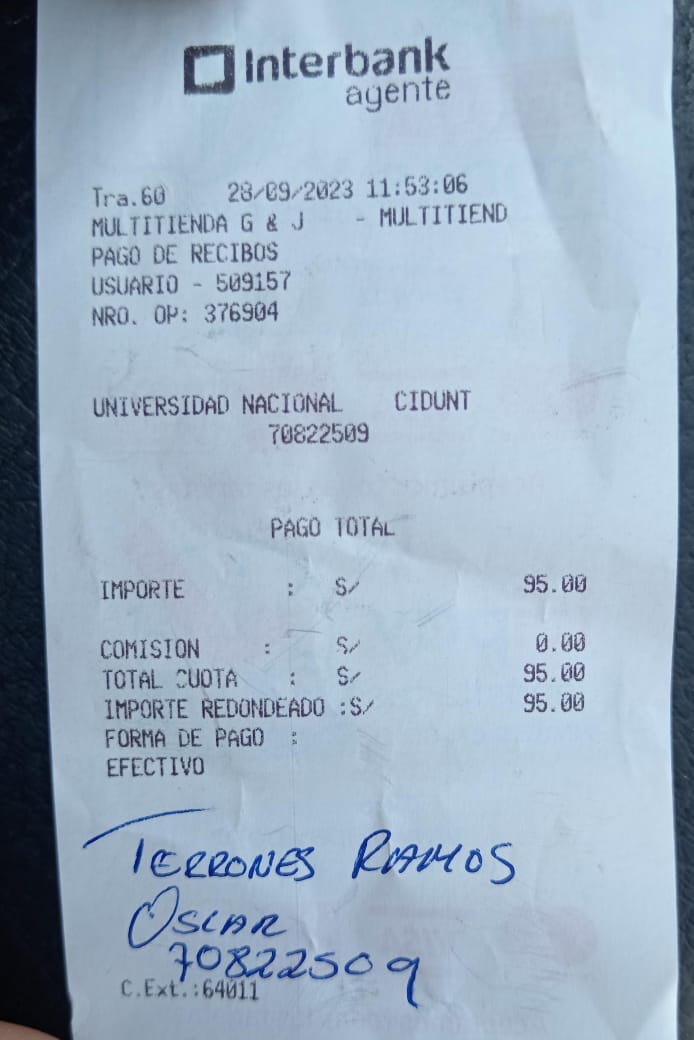 Interbank
agente
Tra.60 28/09/2023 11:53:06
MULTITIENDA G & J - MULTITIEND
PAGO DE RECIBOS
USUARIO - 509157
NRO. OP: 376904
UNIVERSIDAD NACIONAL CIDUNT
70822509
PAGO TOTAL
IMPORTE : S/ 95.00
COMISION : S/ 0.00
TOTAL CUOTA : S/ 95.00
IMPORTE REDONDEADO :S/ 95.00
FORMA DE PAGO :
EFECTIVO
TERRONES RAMOS
OSCAR
70822509
C.Ext.:64011